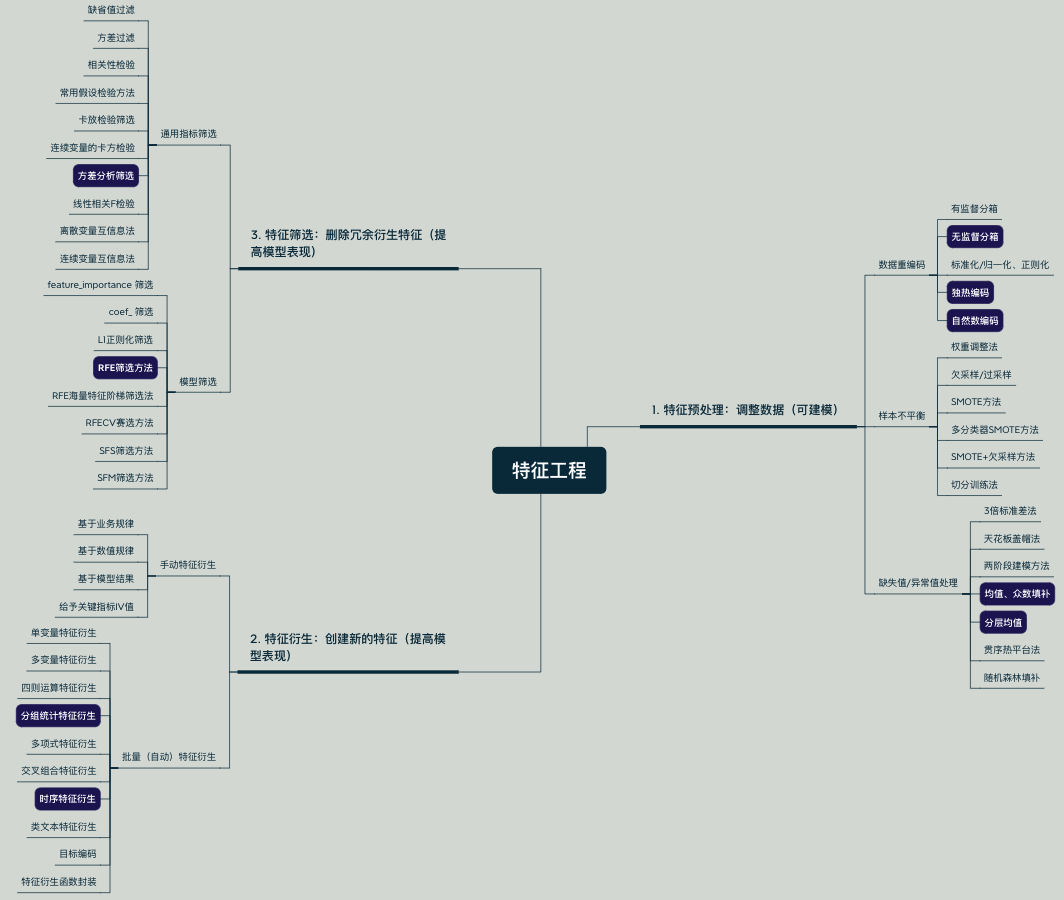 特征工程
1. 特征预处理：调整数据（可建模）
数据重编码
有监督分箱
无监督分箱
标准化/归一化、正则化
独热编码
自然数编码
样本不平衡
权重调整法
欠采样/过采样
SMOTE方法
多分类器SMOTE方法
SMOTE+欠采样方法
切分训练法
缺失值/异常值处理
3倍标准差法
天花板盖帽法
两阶段建模方法
均值、众数填补
分层均值
贯序热平台法
随机森林填补
2. 特征衍生：创建新的特征（提高模
型表现）
手动特征衍生
基于业务规律
基于数值规律
基于模型结果
给予关键指标IV值
批量（自动）特征衍生
单变量特征衍生
多变量特征衍生
四则运算特征衍生
分组统计特征衍生
多项式特征衍生
交叉组合特征衍生
时序特征衍生
类文本特征衍生
目标编码
特征衍生函数封装
3. 特征筛选：删除冗余衍生特征（提
高模型表现）
通用指标筛选
缺省值过滤
方差过滤
相关性检验
常用假设检验方法
卡放检验筛选
连续变量的卡方检验
方差分析筛选
线性相关F检验
离散变量互信息法
连续变量互信息法
模型筛选
feature_importance 筛选
coef_ 筛选
LI正则化筛选
RFE筛选方法
RFE海量特征阶梯筛选法
RFECV赛选方法
SFS筛选方法
SFM筛选方法